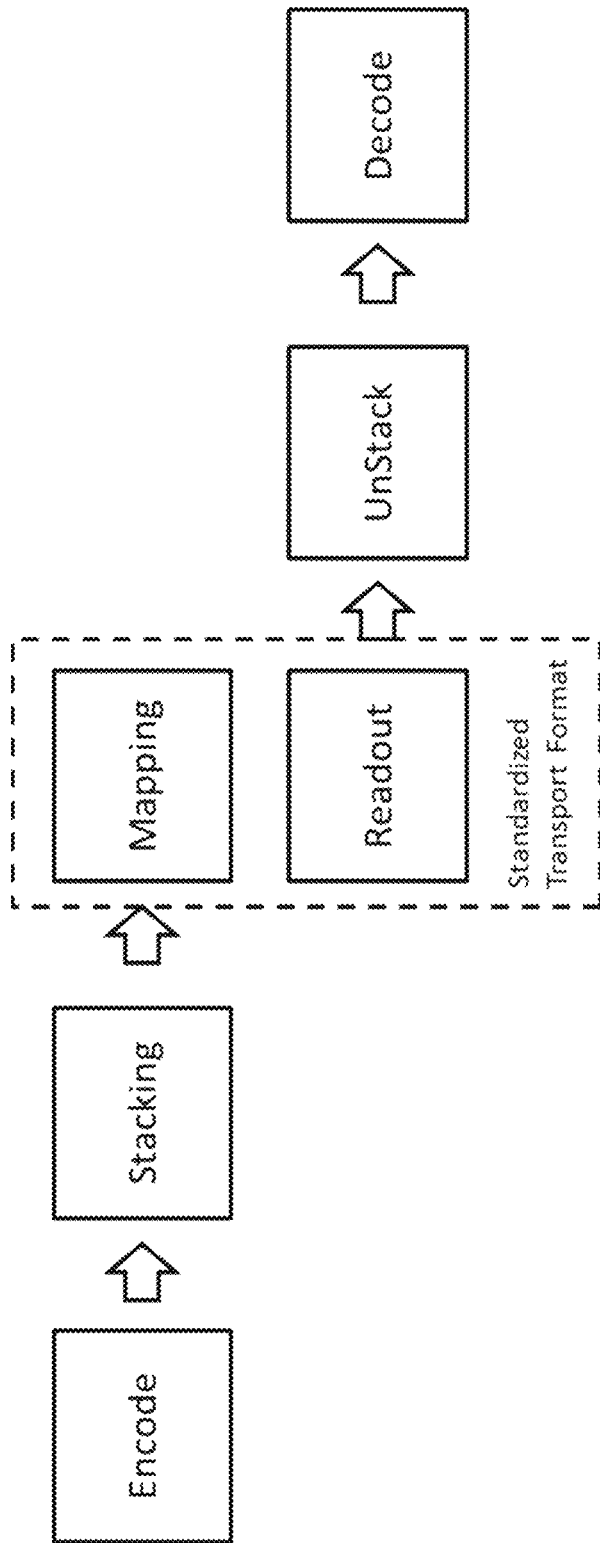 Encode
Stacking
Mapping
Readout
Standardized
Transport Format
UnStack
Decode